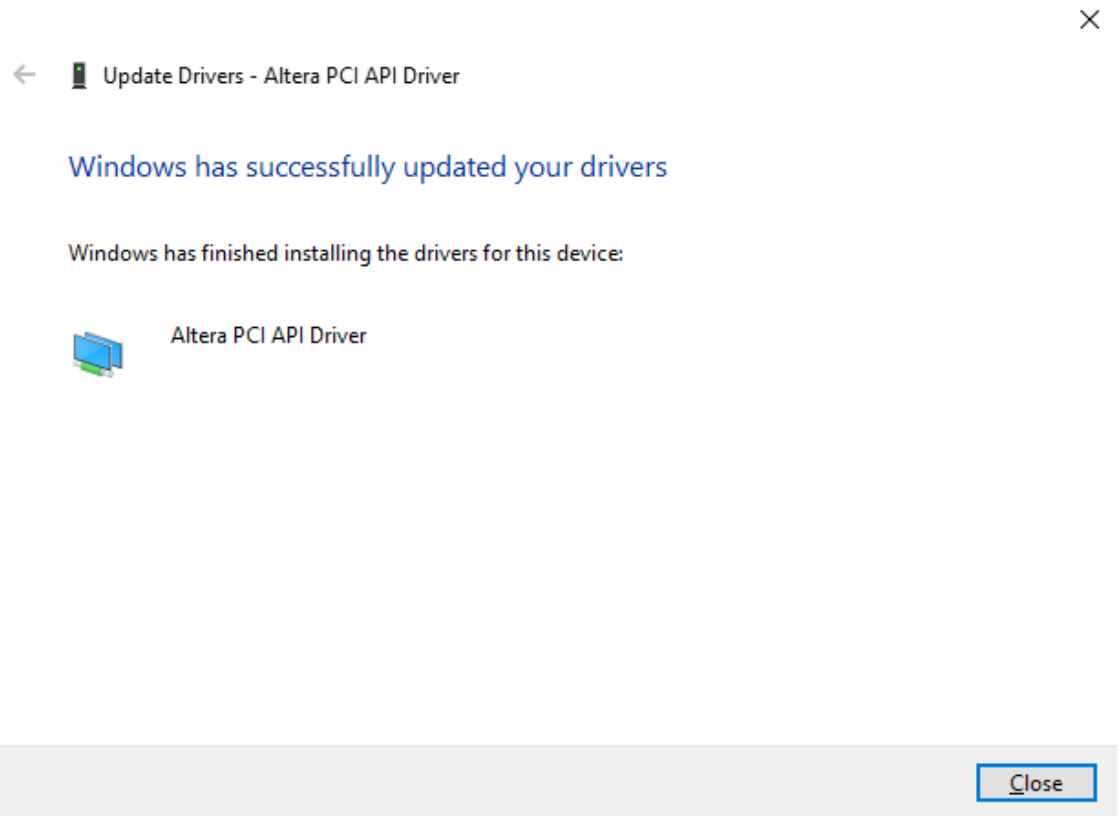 Update Drivers - Altera PCI API Driver
Windows has successfully updated your drivers
Windows has finished installing the drivers for this device:
Altera PCI API Driver
Close